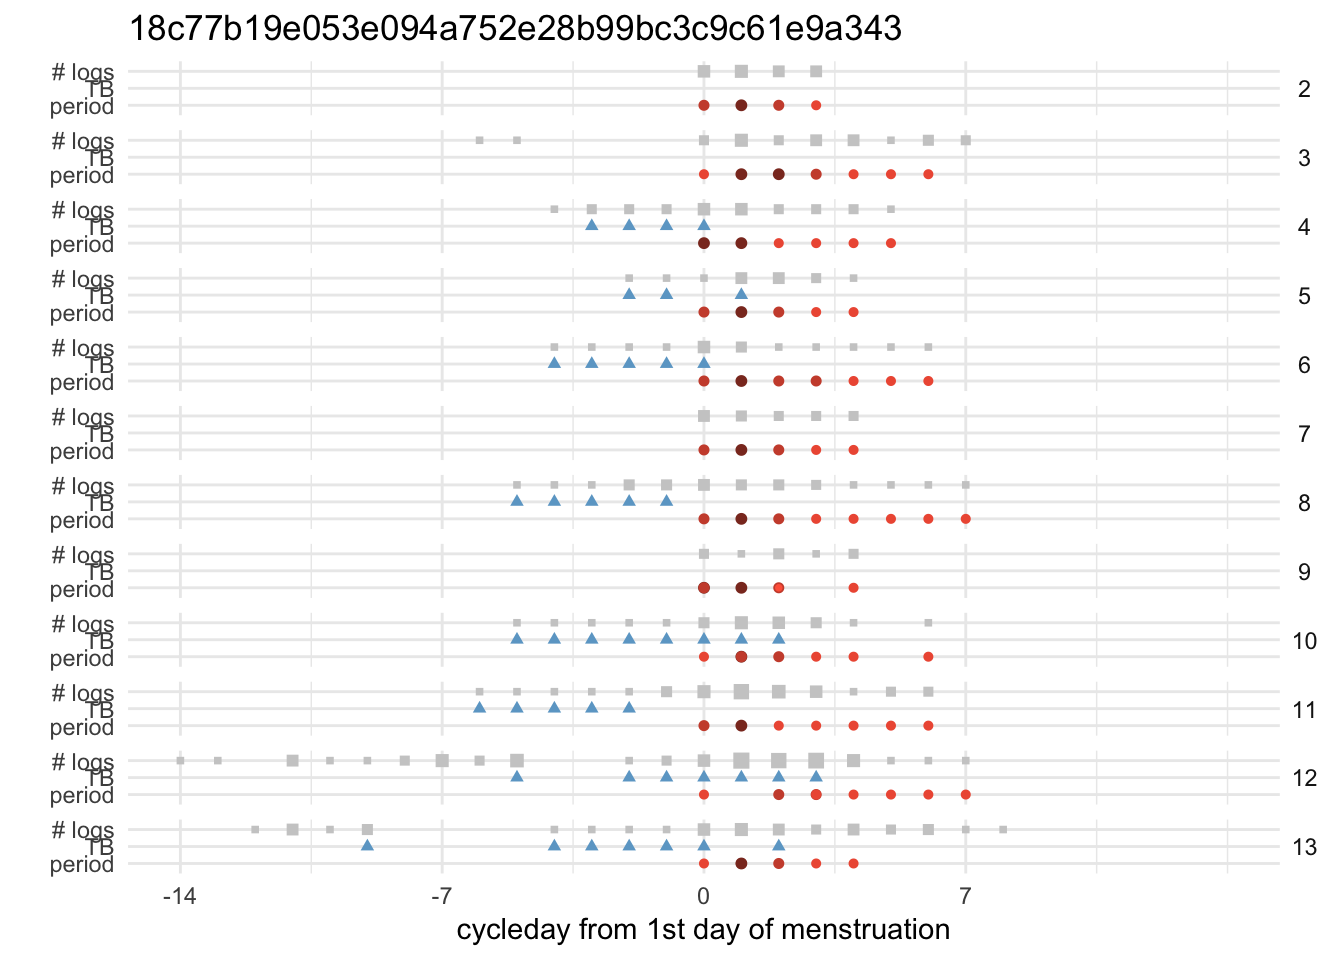 18c77b19e053e094a752e28b99bc3c9c61e9a343
# logs
TB
period
2
# logs
TB
period
3
# logs
TB
period
4
# logs
TB
period
5
# logs
TB
period
6
# logs
TB
period
7
# logs
TB
period
8
# logs
TB
period
9
# logs
TB
period
10
# logs
TB
period
11
# logs
TB
period
12
# logs
TB
period
13
-14 -7 0 7
cycleday from 1st day of menstruation